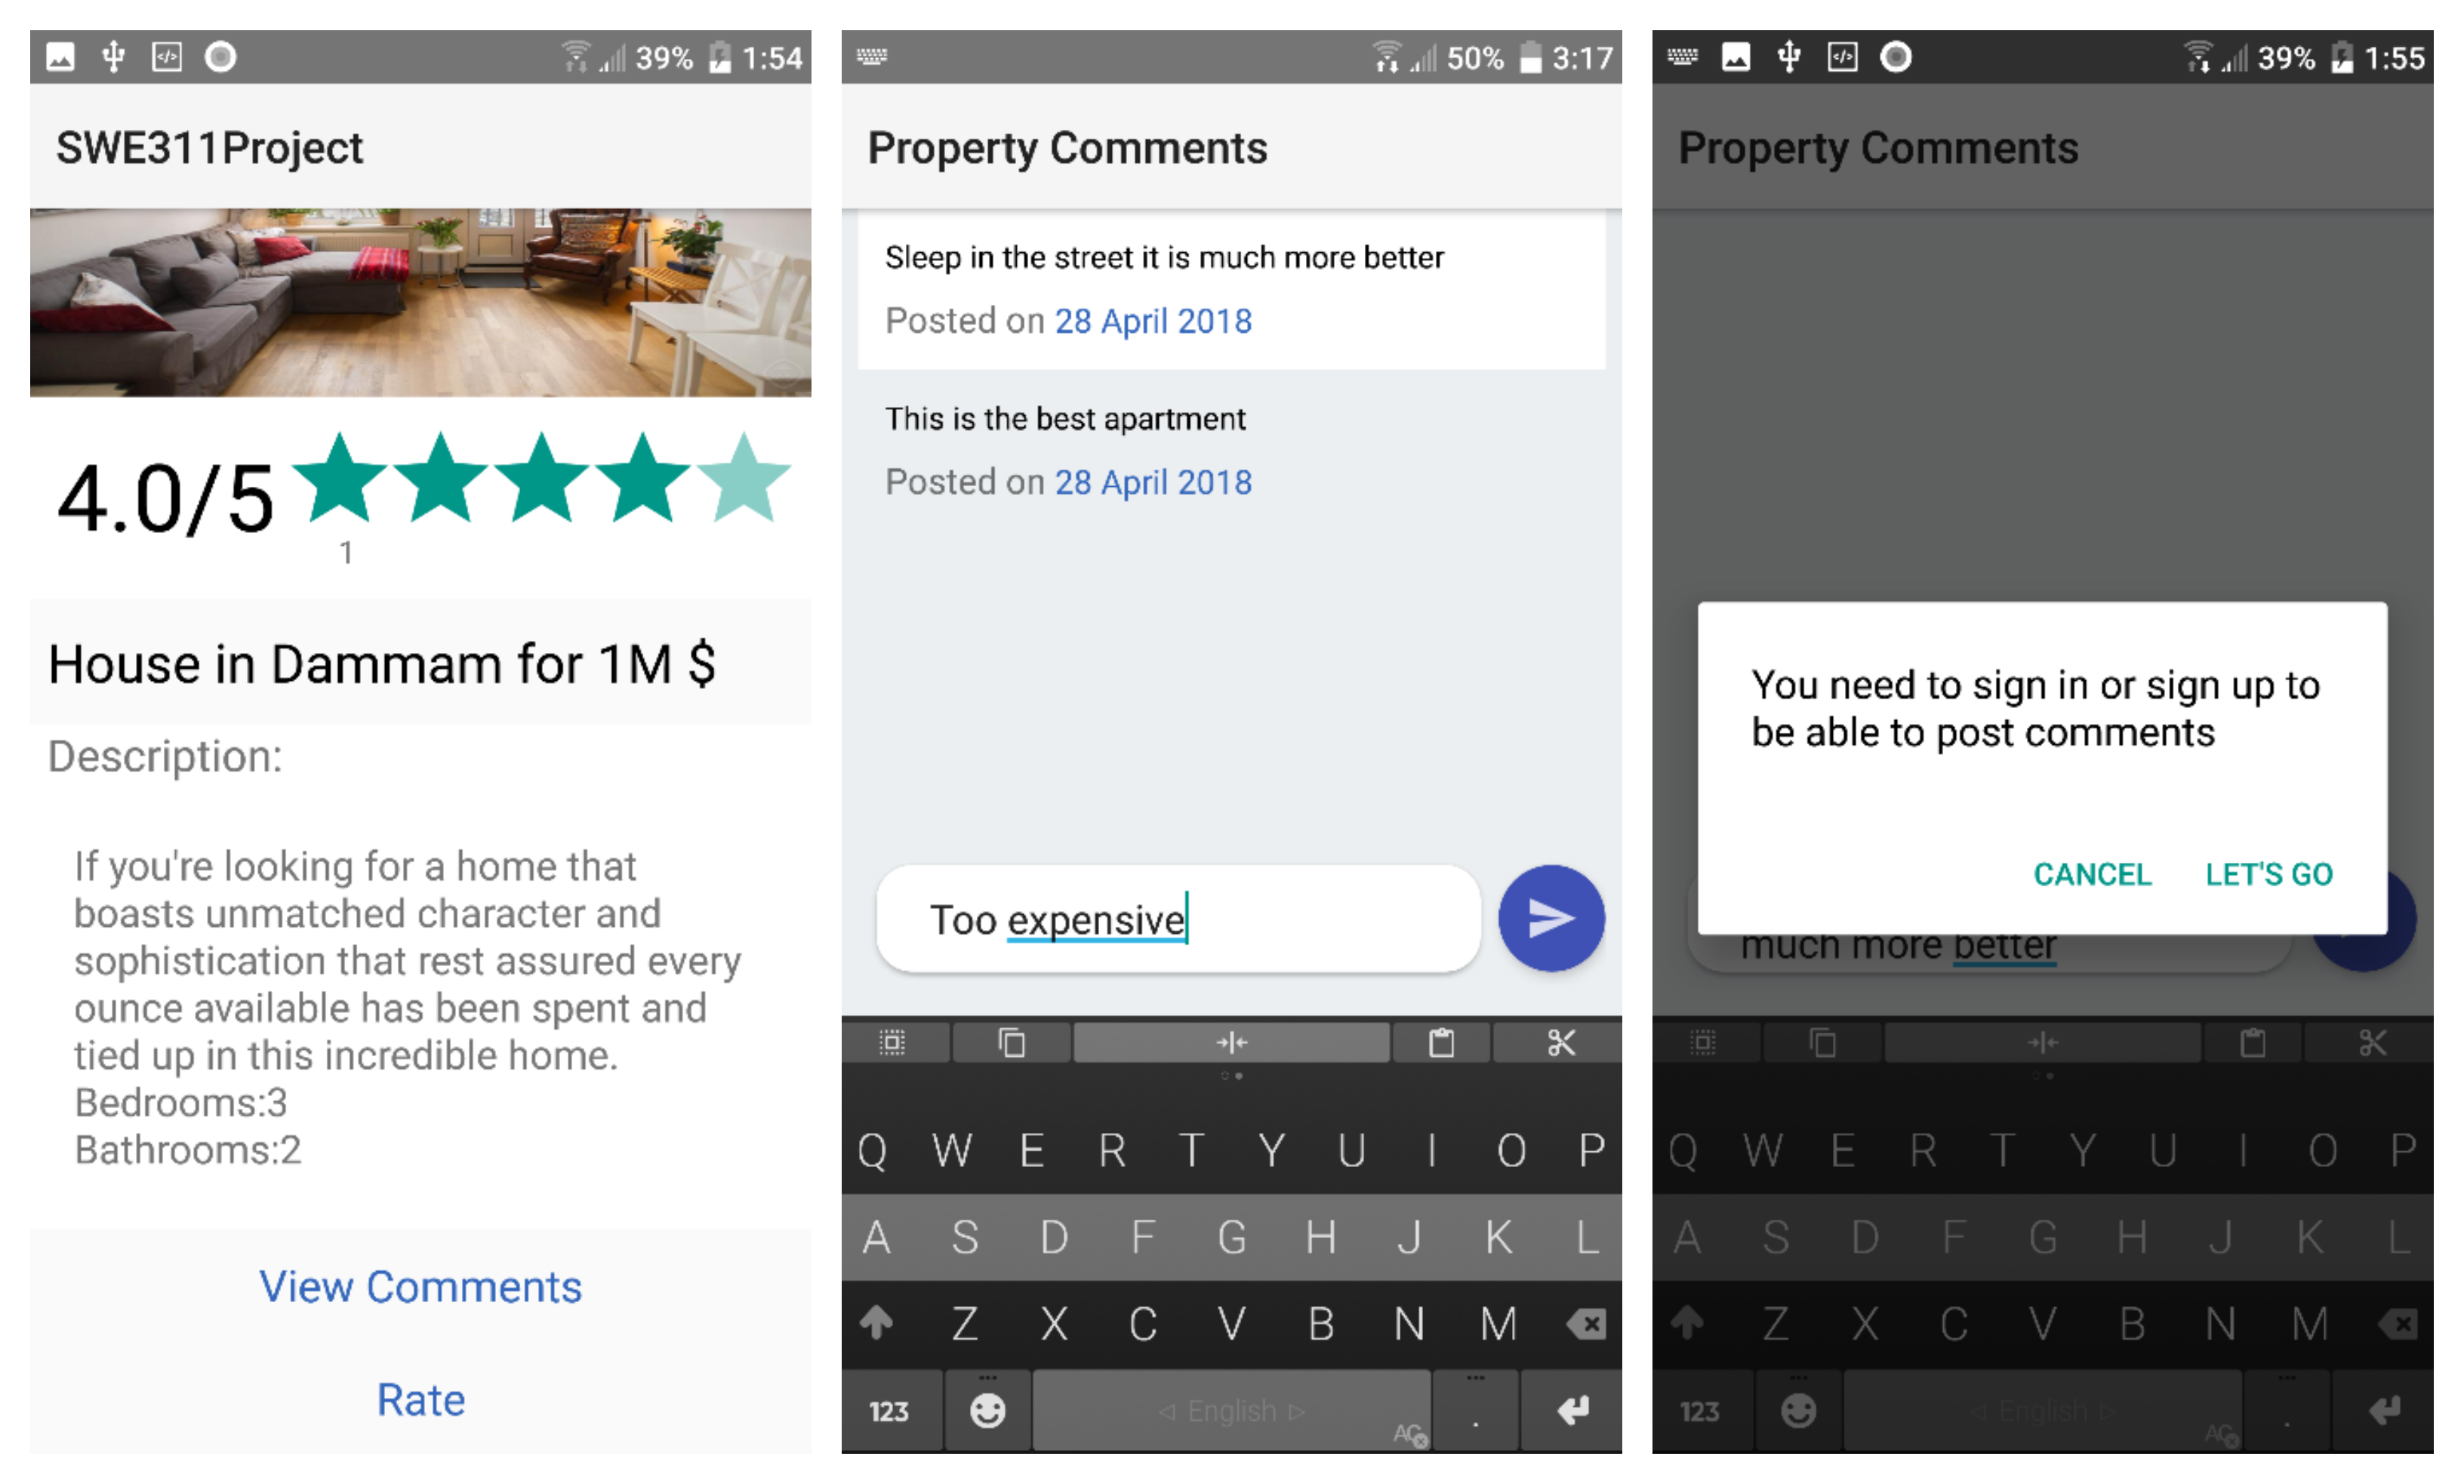 39% 1:54
SWE311Project
4.0/5
1
House in Dammam for 1M $
Description:
If you're looking for a home that
boasts unmatched character and
sophistication that rest assured every
ounce available has been spent and
tied up in this incredible home.
Bedrooms:3
Bathrooms:2
View Comments
Rate
50% 3:17
Property Comments
Sleep in the street it is much more better
Posted on 28 April 2018
This is the best apartment
Posted on 28 April 2018
Too expensive
Q W E R T Y U I O P
A S D F G H J K L
Z X C V B N M
123 English AC .
39% 1:55
Property Comments
You need to sign in or sign up to
be able to post comments
CANCEL LET'S GO
much more better
Q W E R T Y U I O P
A S D F G H J K L
Z X C V B N M
123 English AC .